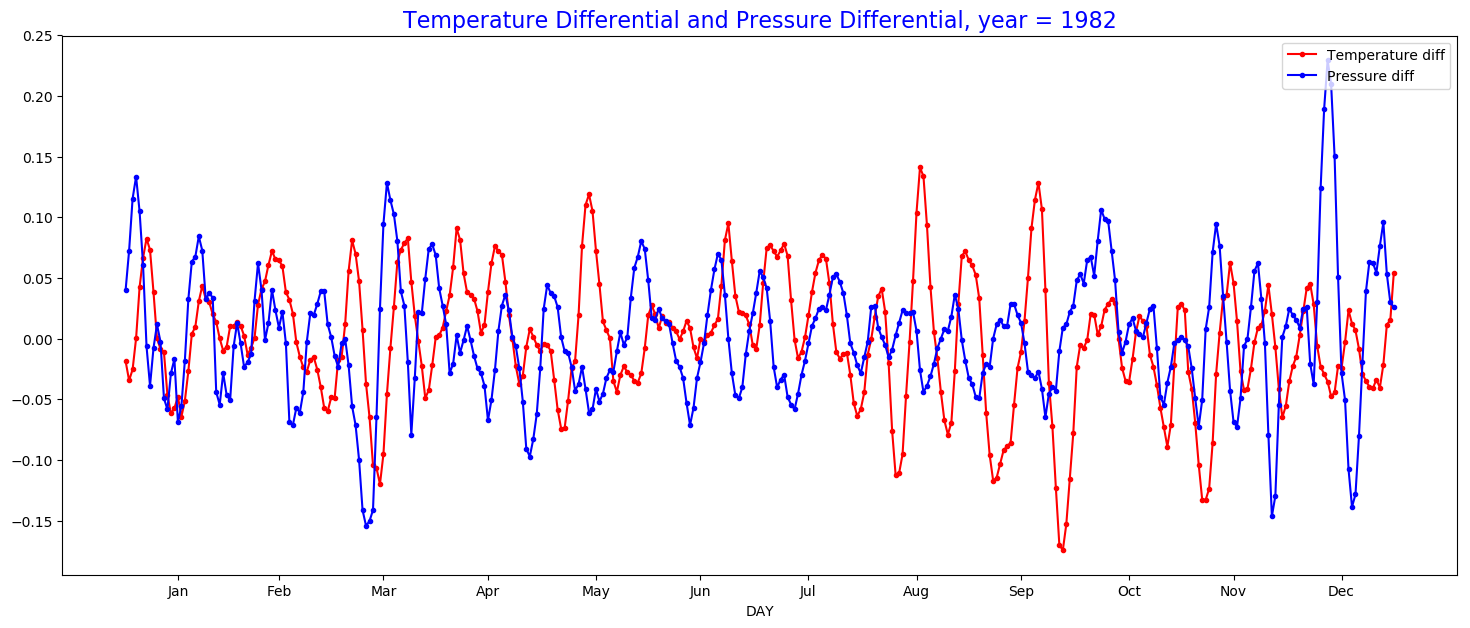 Temperature Differential and Pressure Differential, year = 1982
0.25
0.20
0.15
0.10
0.05
0.00
−0.05
−0.10
−0.15
Temperature diff
Pressure diff
Jan Feb Mar Apr May Jun Jul Aug Sep Oct Nov Dec
DAY